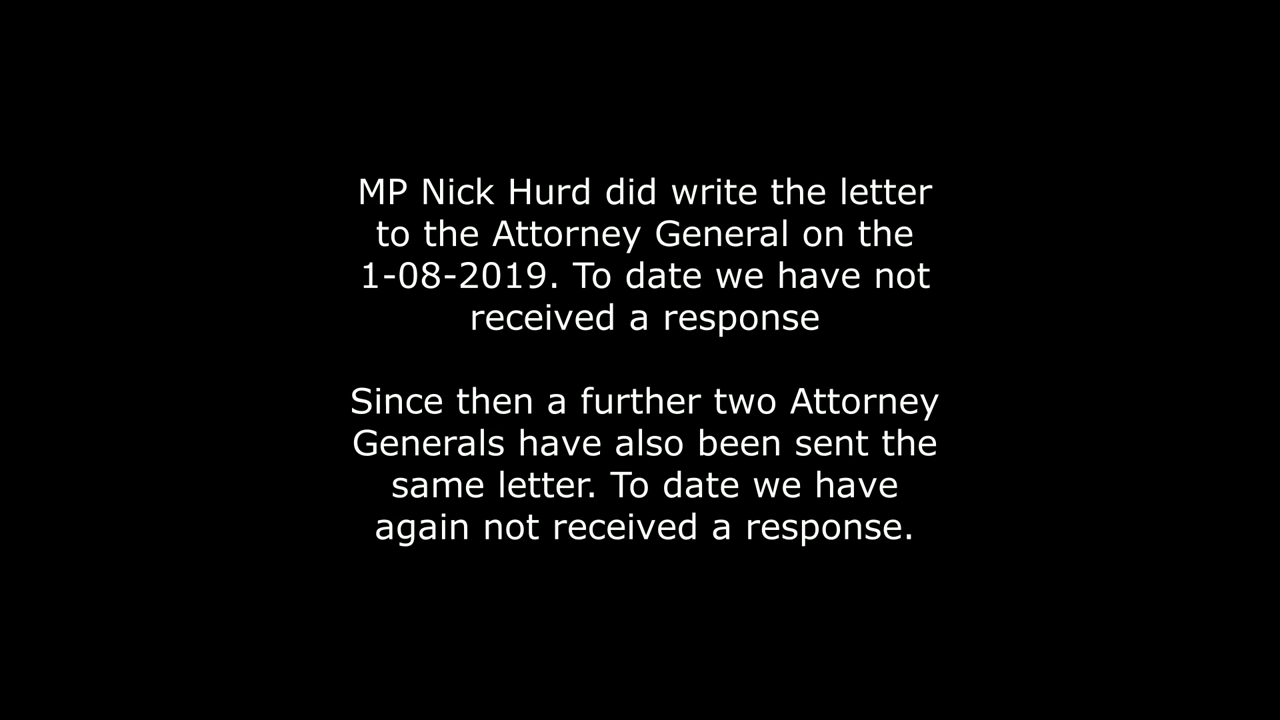 MP Nick Hurd did write the letter
to the Attorney General on the
1-08-2019. To date we have not
received a response
Since then a further two Attorney
Generals have also been sent the
same letter. To date we have
again not received a response.